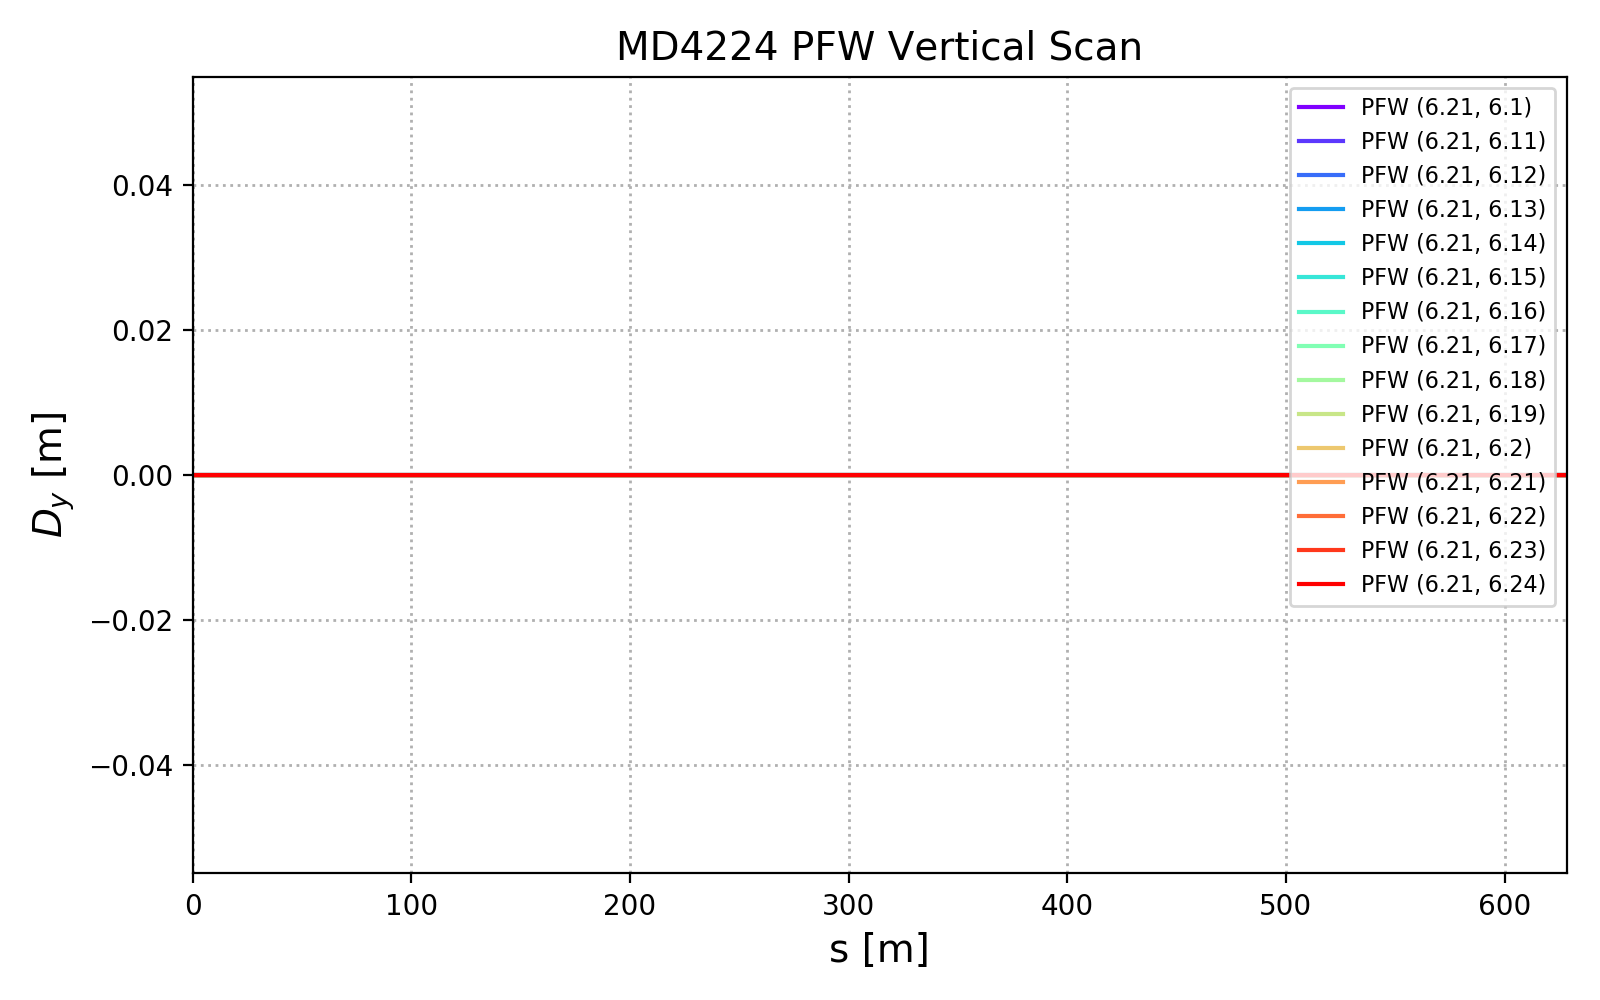 MD4224 PFW Vertical Scan
D_y [m]
0.04
0.02
0.00
−0.02
−0.04
PFW (6.21, 6.1)
PFW (6.21, 6.11)
PFW (6.21, 6.12)
PFW (6.21, 6.13)
PFW (6.21, 6.14)
PFW (6.21, 6.15)
PFW (6.21, 6.16)
PFW (6.21, 6.17)
PFW (6.21, 6.18)
PFW (6.21, 6.19)
PFW (6.21, 6.2)
PFW (6.21, 6.21)
PFW (6.21, 6.22)
PFW (6.21, 6.23)
PFW (6.21, 6.24)
0 100 200 300 400 500 600
s [m]